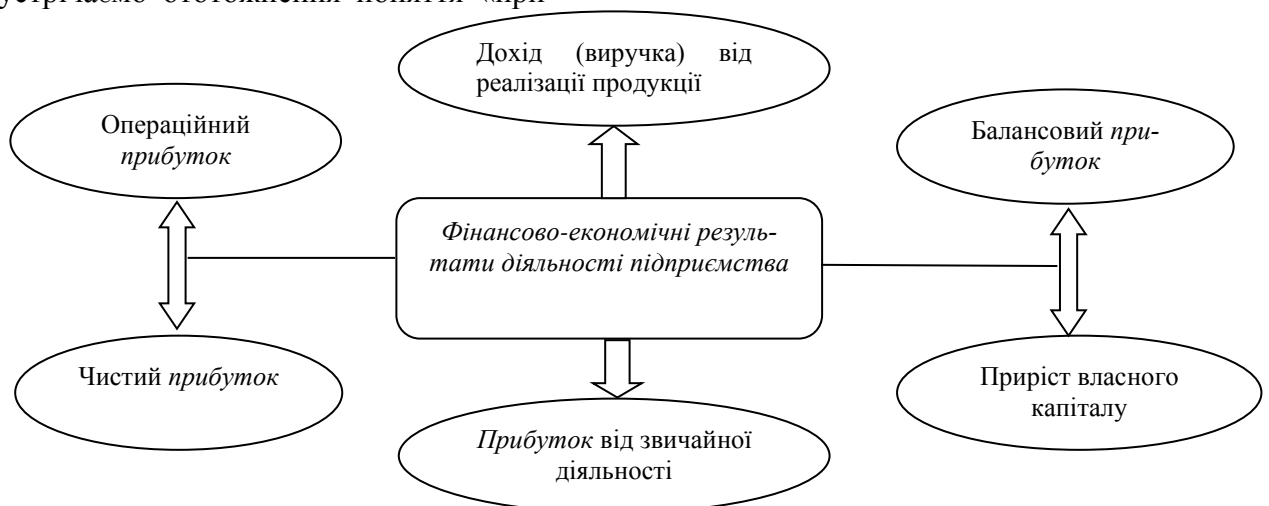 устрічаємо ототожнення поняття «при-
Дохід (виручка) від
реалізації продукції
Операційний
прибуток
Балансовий при-
буток
Фінансово-економічні резуль-
тати діяльності підприємства
Чистий прибуток
Приріст власного
капіталу
Прибуток від звичайної
діяльності